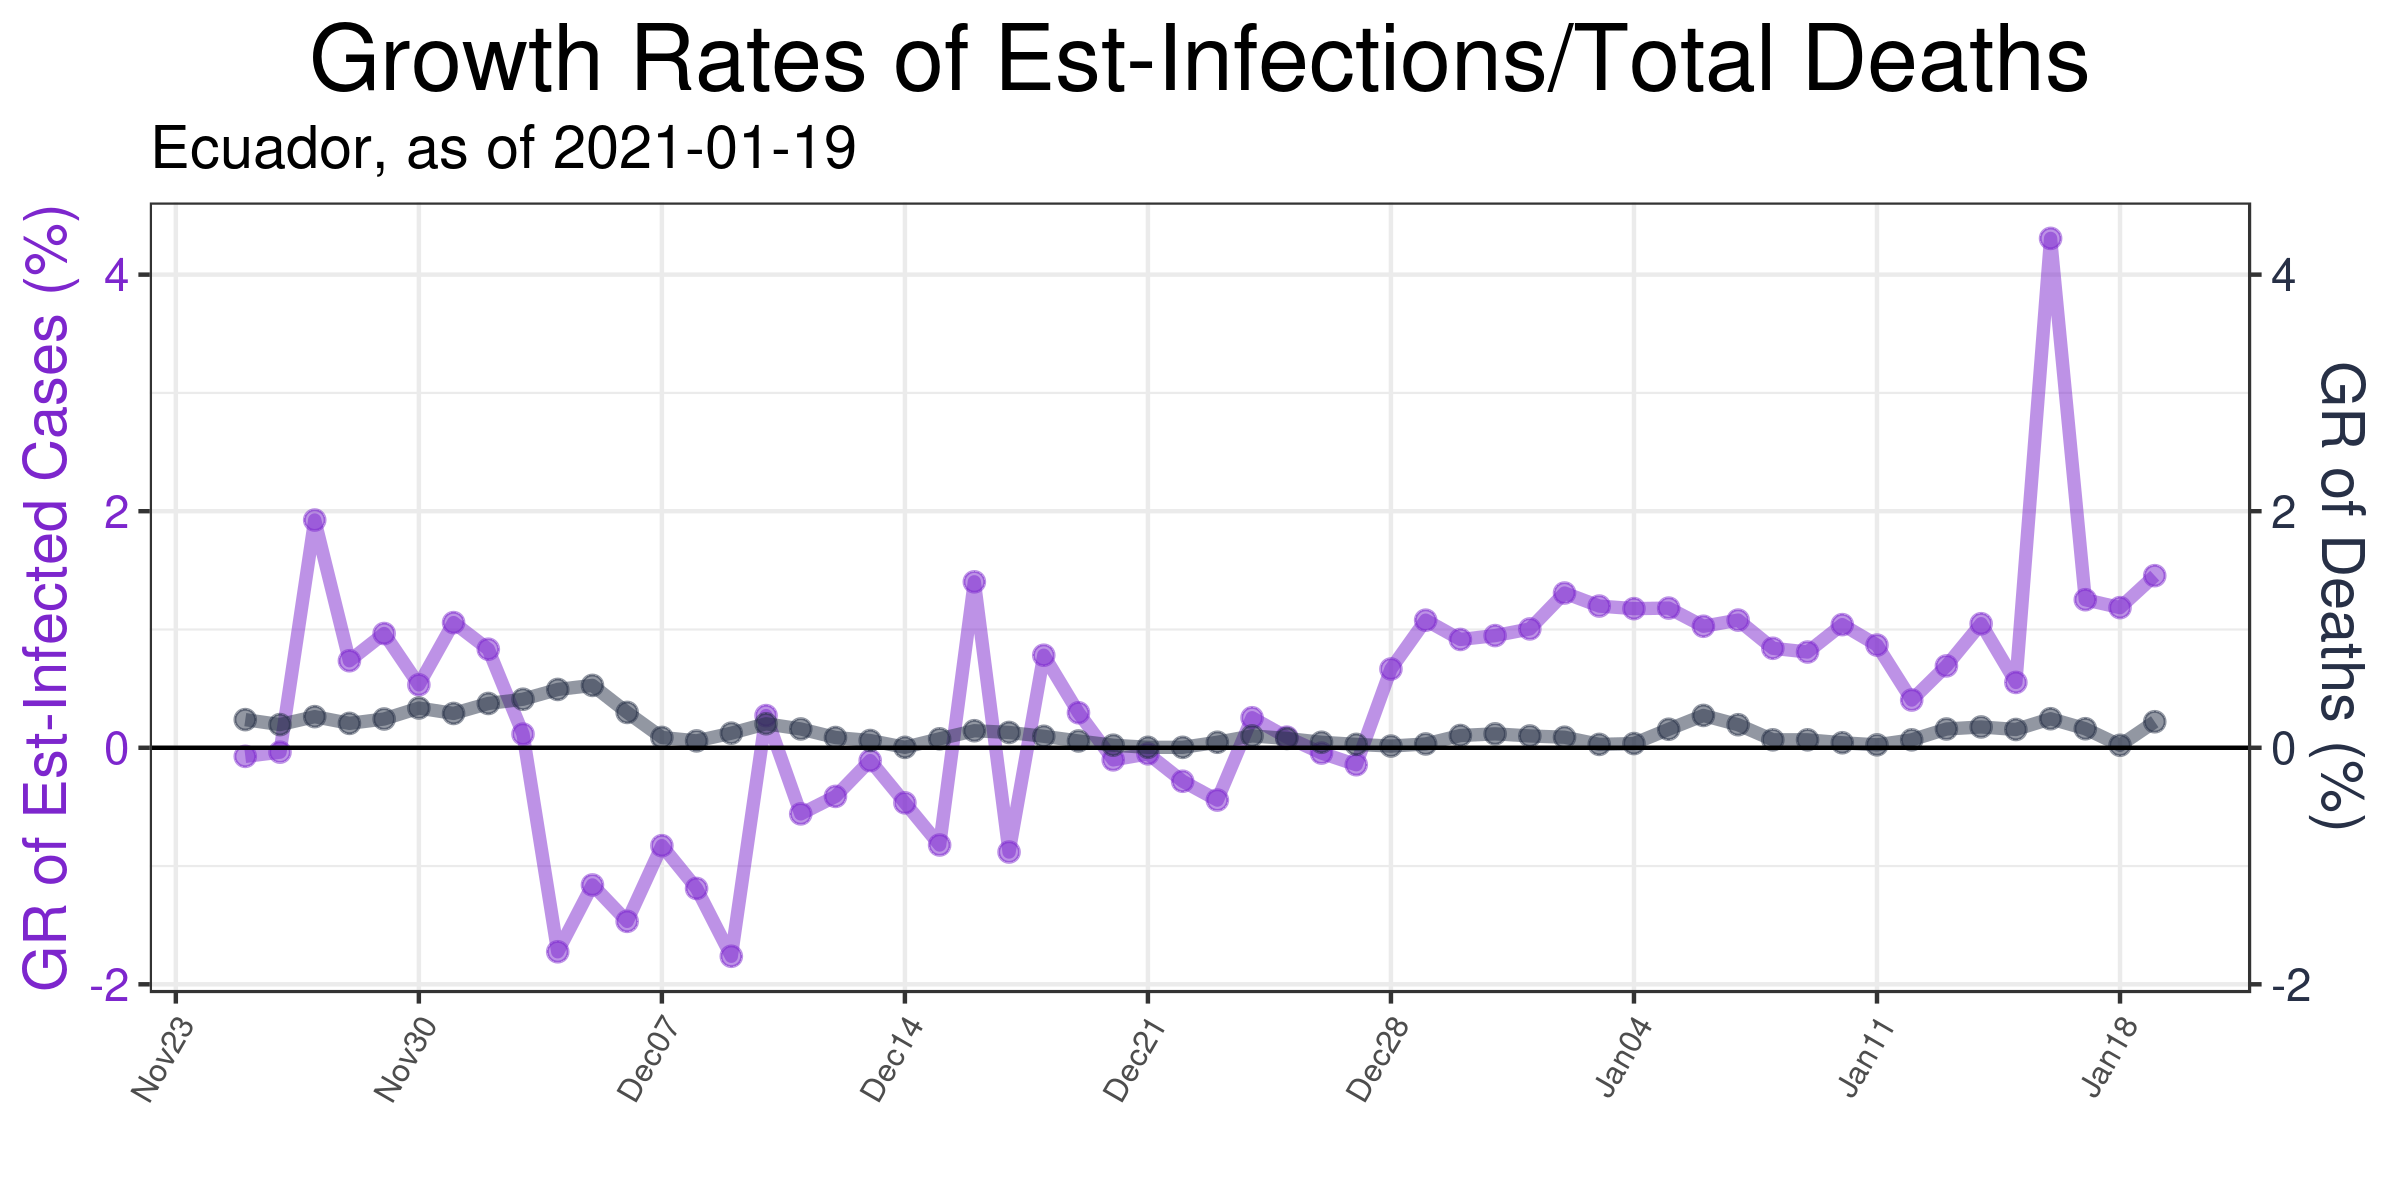 Growth Rates of Est-Infections/Total Deaths
Ecuador, as of 2021-01-19
GR of Est-Infected Cases (%)
4
2
0
-2
4
2
0
-2
GR of Deaths (%)
Nov23
Nov30
Dec07
Dec14
Dec21
Dec28
Jan04
Jan11
Jan18